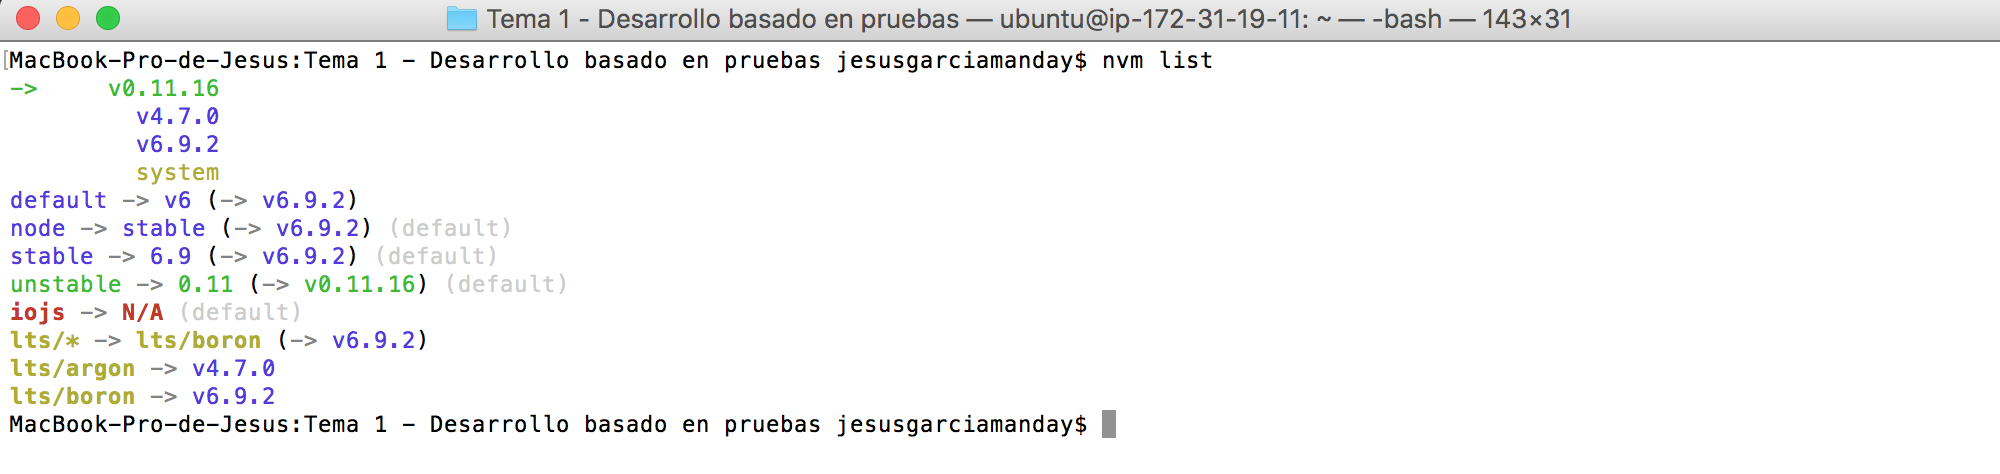 Tema 1 - Desarrollo basado en pruebas — ubuntu@ip-172-31-19-11: ~ — -bash — 143×31
[MacBook-Pro-de-Jesus:Tema 1 - Desarrollo basado en pruebas jesusgarciamanday$ nvm list
->     v0.11.16
         v4.7.0
         v6.9.2
         system
default -> v6 (-> v6.9.2)
node -> stable (-> v6.9.2) (default)
stable -> 6.9 (-> v6.9.2) (default)
unstable -> 0.11 (-> v0.11.16) (default)
iojs -> N/A (default)
lts/* -> lts/boron (-> v6.9.2)
lts/argon -> v4.7.0
lts/boron -> v6.9.2
MacBook-Pro-de-Jesus:Tema 1 - Desarrollo basado en pruebas jesusgarciamanday$